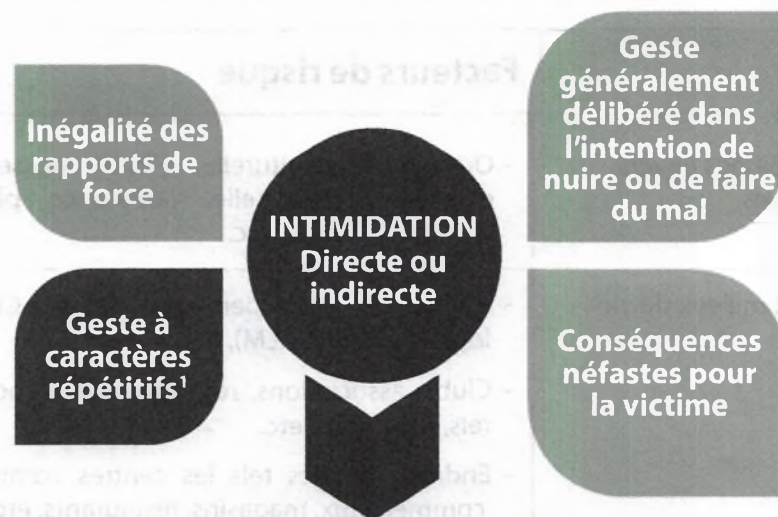 Facteurs de risque
Inégalité des
rapports de
force
Geste
généralement
délibéré dans
l'intention de
nuire ou de faire
du mal
INTIMIDATION
Directe ou
indirecte
Geste à
caractères
répétitifs¹
Conséquences
néfastes pour
la victime